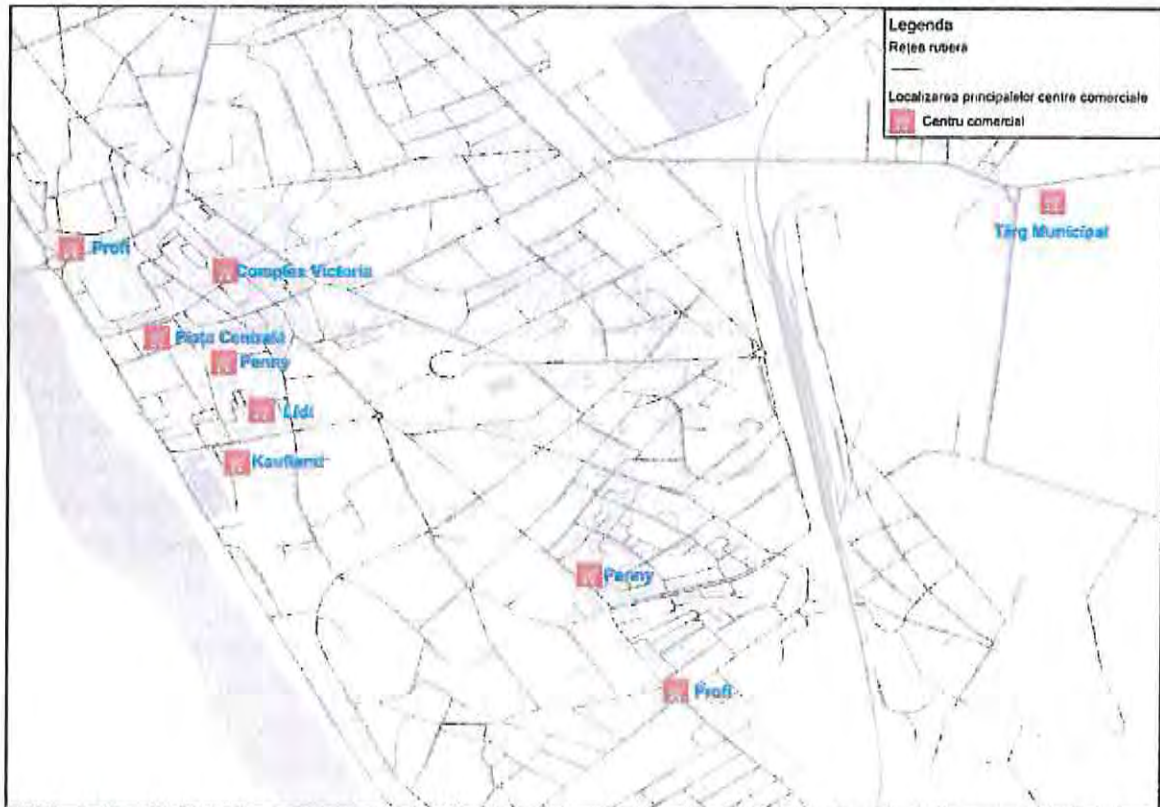 Legenda
Rețea rutiera
Localizarea principalelor centre comerciale
Centru comercial
Târg Municipal
Profi
Complex Victoria
Piața Centrală
Penny
Lidl
Kaufland
Penny
Profi